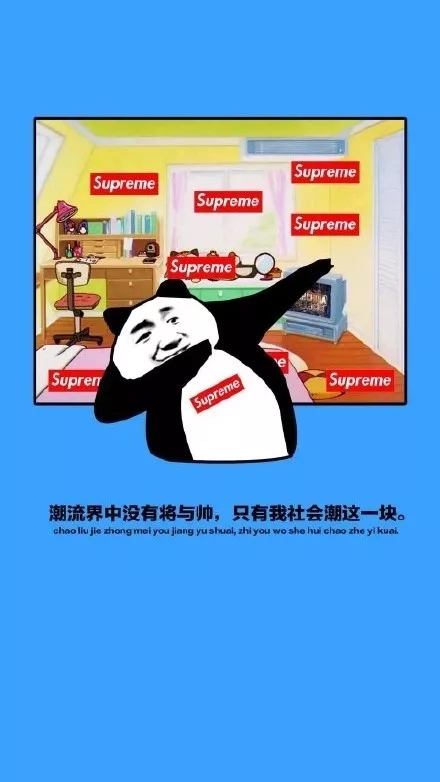 Supreme
Supreme
Supreme
Supreme
Supreme
Supreme
Supreme
Supreme
潮流界中没有将与帅，只有我社会潮这一块。
chao liu jie zhong mei you jiang yu shuai, zhi you wo she hui chao zhe yi kuai.